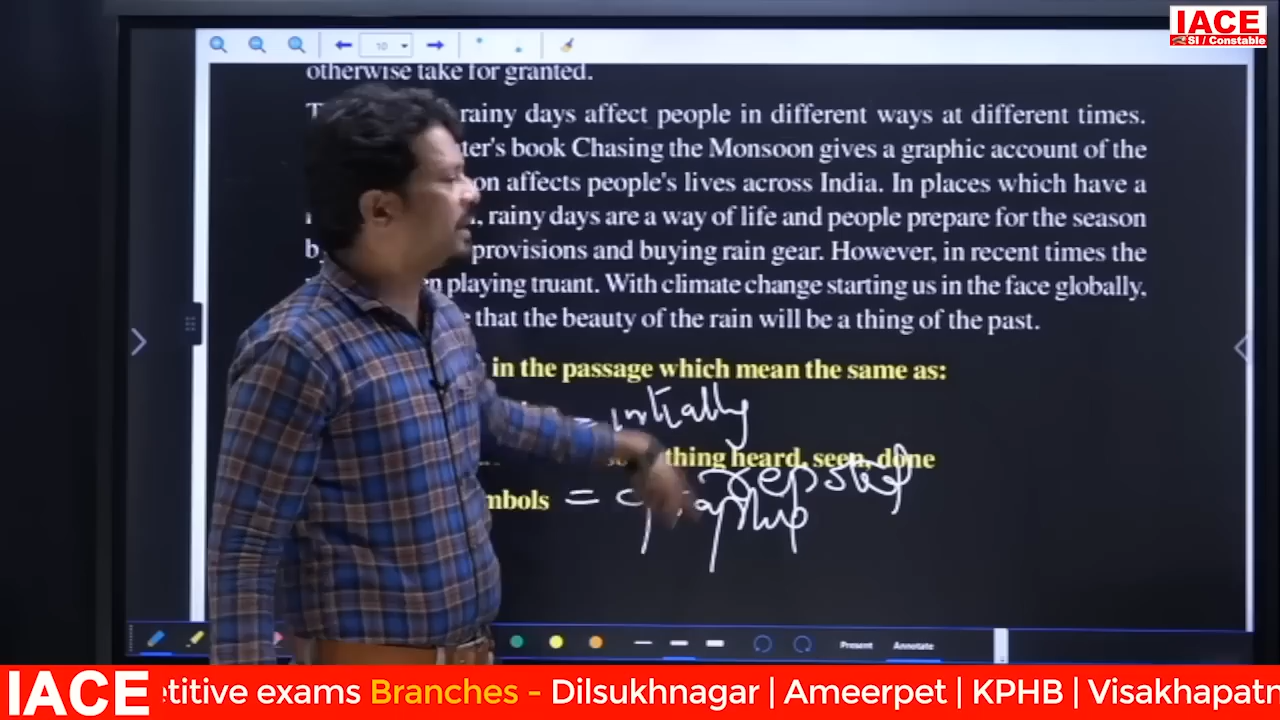 IACE
SI / Constable
10
otherwise take for granted.
rainy days affect people in different ways at different times.
ter's book Chasing the Monsoon gives a graphic account of the
on affects people's lives across India. In places which have a
, rainy days are a way of life and people prepare for the season
b provisions and buying rain gear. However, in recent times the
n playing truant. With climate change starting us in the face globally,
e that the beauty of the rain will be a thing of the past.
in the passage which mean the same as:
= initially
thing heard, seen, done
mbols =
Present Annotate
IACE etitive exams Branches - Dilsukhnagar | Ameerpet | KPHB | Visakhapatn